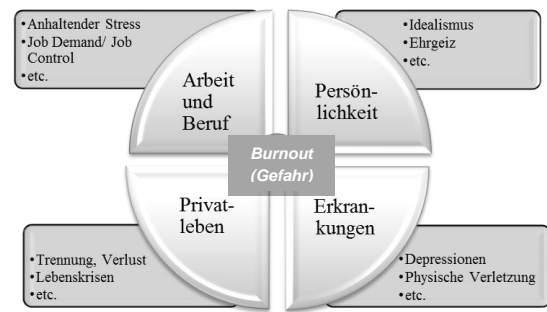 •Anhaltender Stress
•Job Demand/ Job
Control
•etc.
•Idealismus
•Ehrgeiz
•etc.
Arbeit
und
Beruf
Persön-
lichkeit
Burnout
(Gefahr)
Privat-
leben
Erkran-
kungen
•Trennung, Verlust
•Lebenskrisen
•etc.
•Depressionen
•Physische Verletzung
•etc.